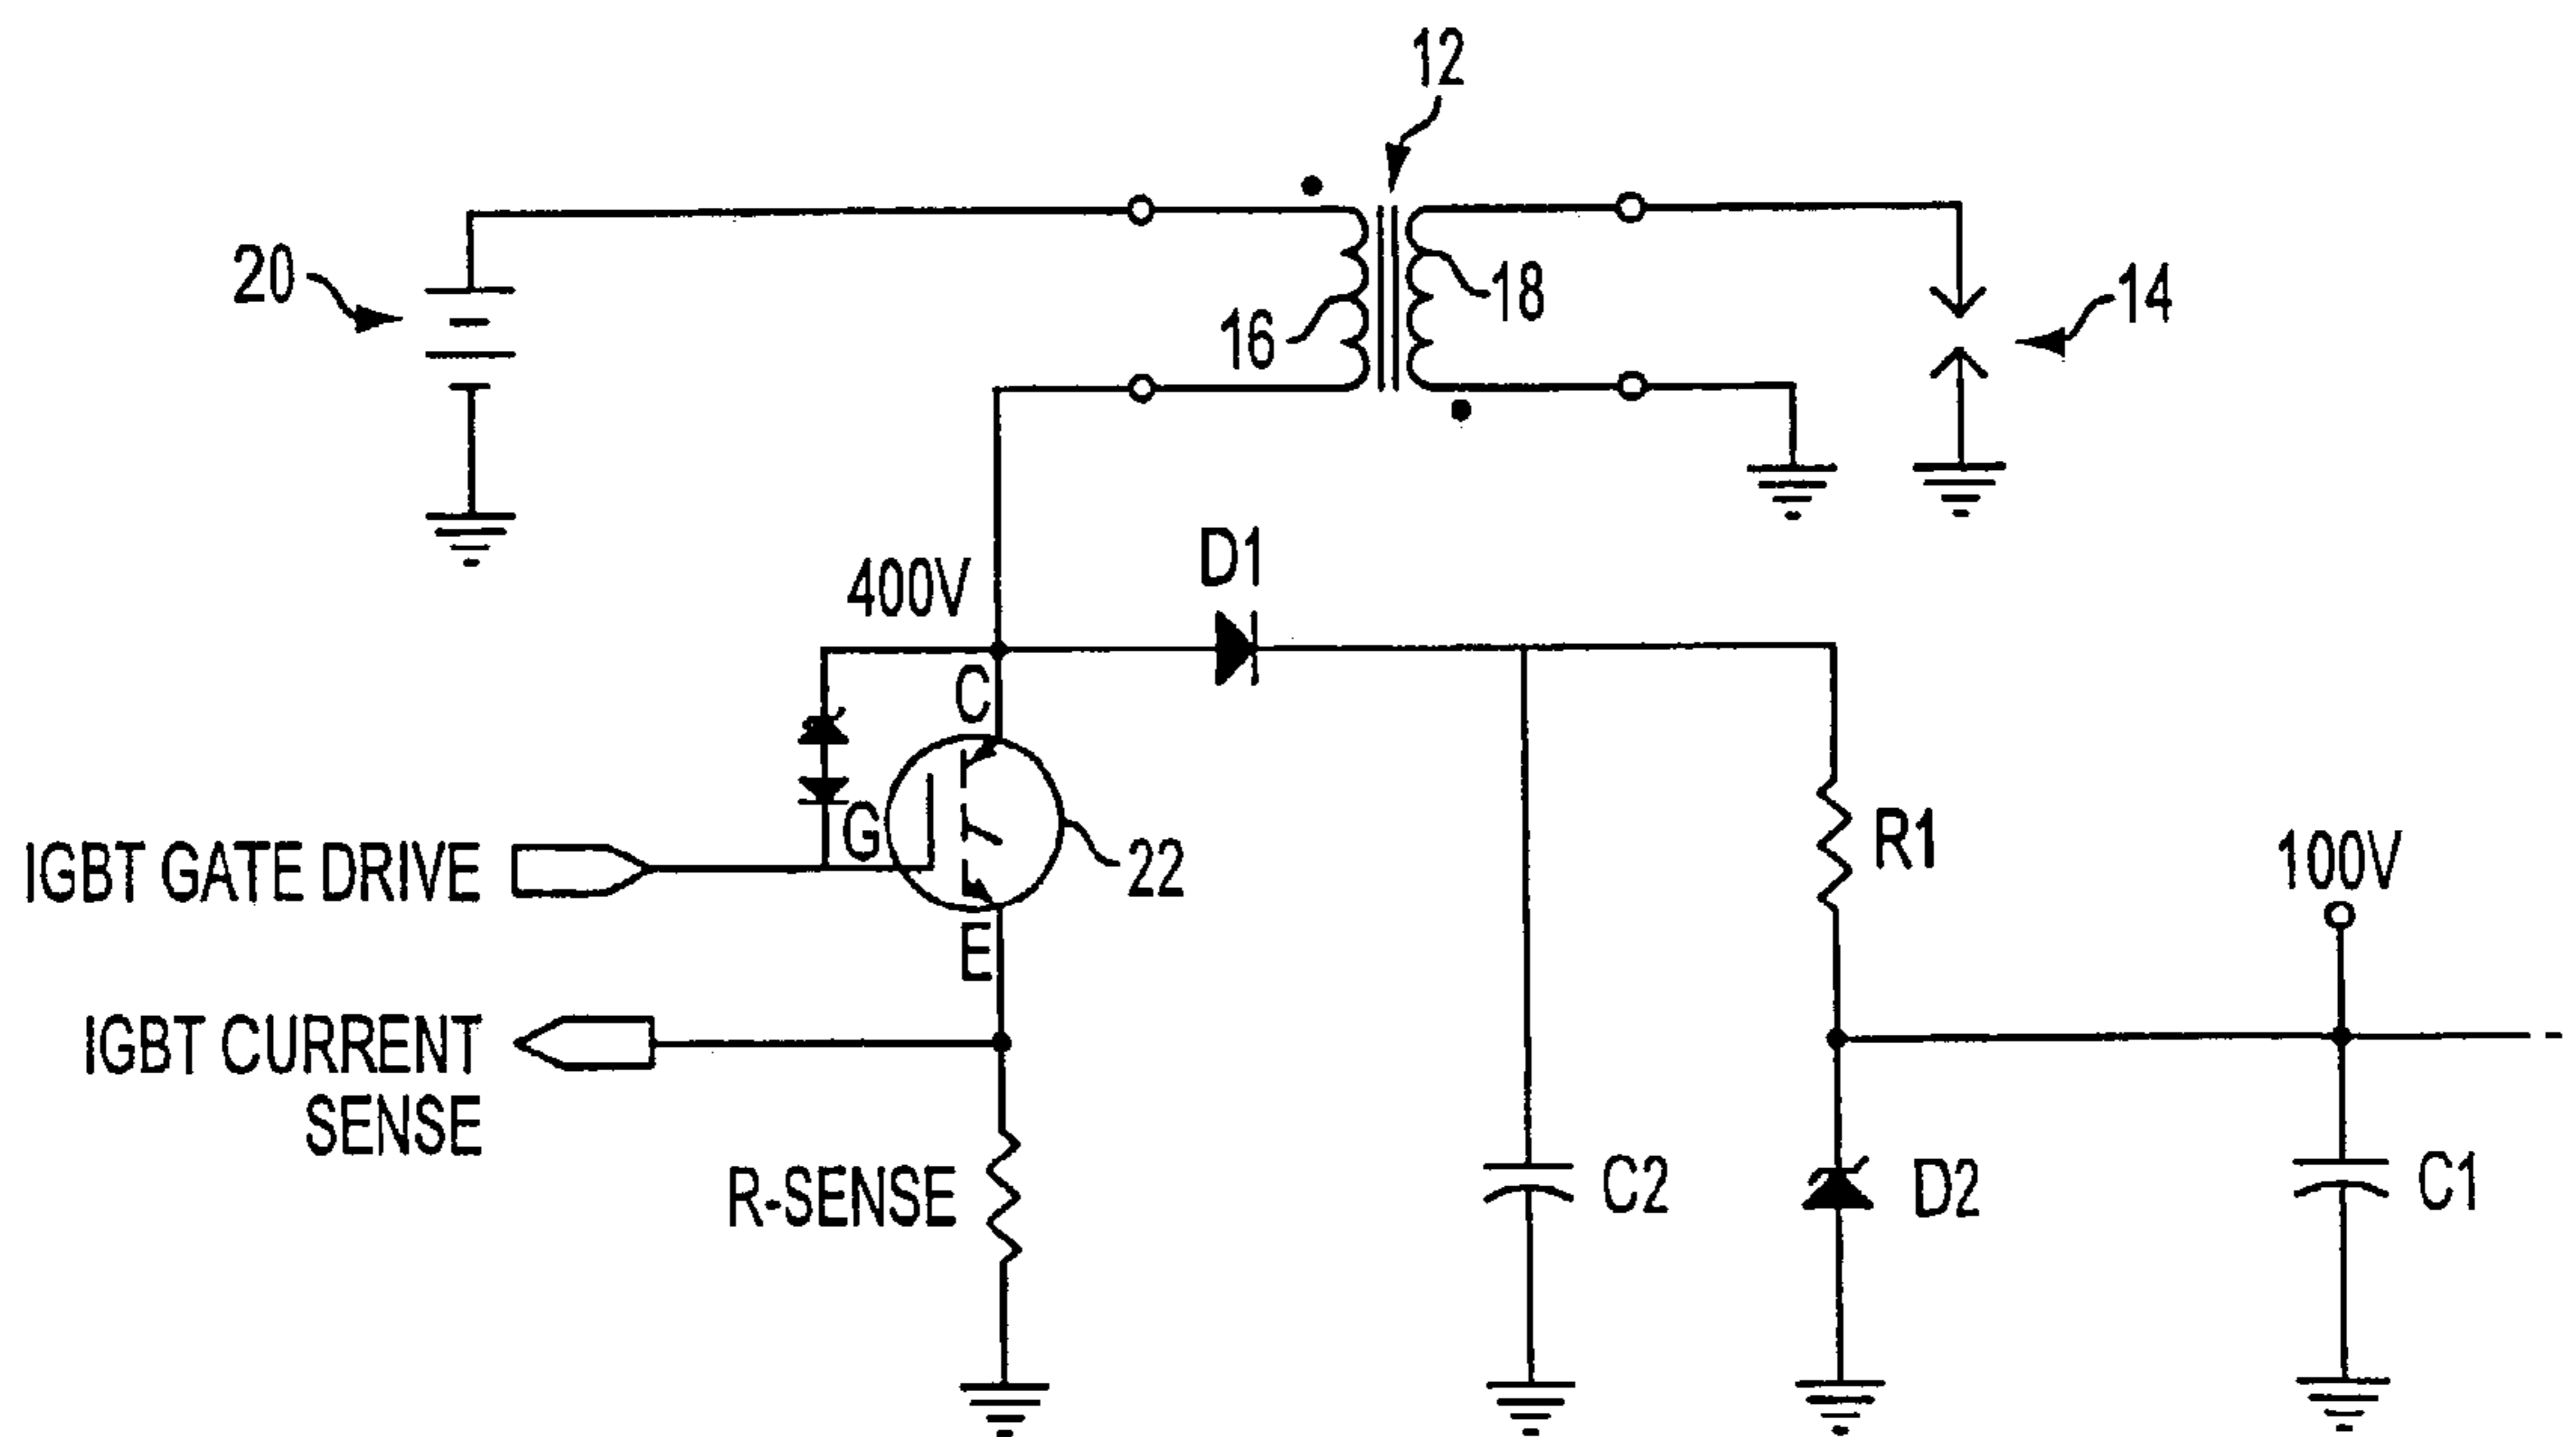 12
20
16
18
14
400V
D1
C
G
22
R1
IGBT GATE DRIVE
100V
E
IGBT CURRENT
SENSE
R-SENSE
C2
D2
C1